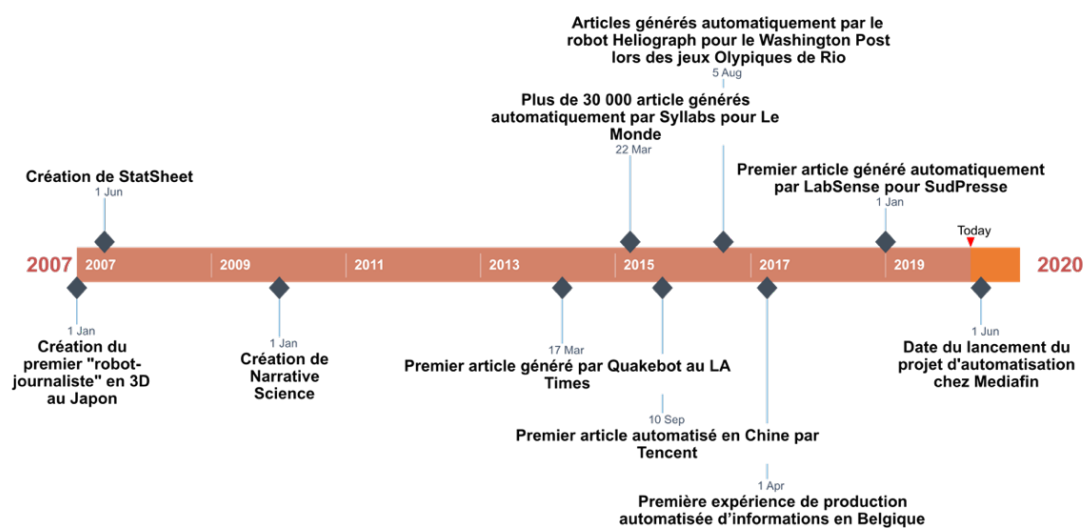 Articles générés automatiquement par le
robot Heliograph pour le Washington Post
lors des jeux Olypiques de Rio
5 Aug
Plus de 30 000 article générés
automatiquement par Syllabs pour Le
Monde
22 Mar
Création de StatSheet
1 Jun
Premier article généré automatiquement
par LabSense pour SudPresse
1 Jan
Today
2007
2007
2009
2011
2013
2015
2017
2019
2020
1 Jan
Création du
premier "robot-
journaliste" en 3D
au Japon
1 Jan
Création de
Narrative
Science
17 Mar
Premier article généré par Quakebot au LA
Times
10 Sep
Premier article automatisé en Chine par
Tencent
1 Apr
Première expérience de production
automatisée d’informations en Belgique
1 Jun
Date du lancement du
projet d'automatisation
chez Mediafin